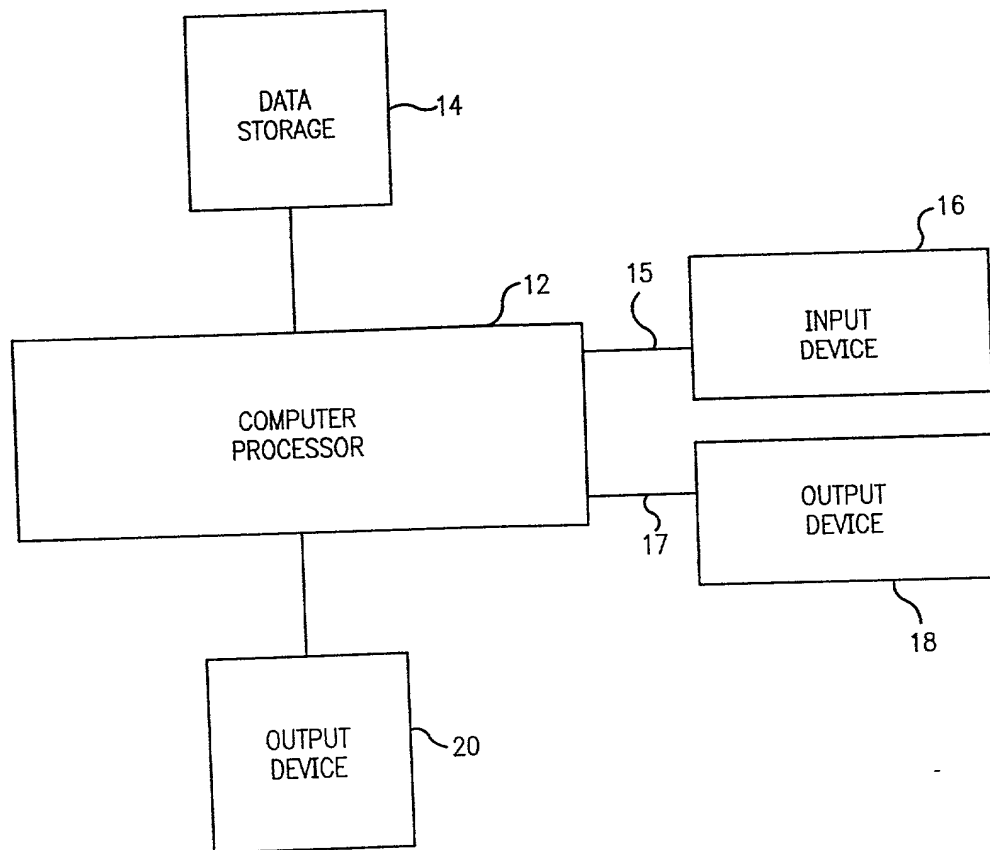 DATA
STORAGE
14
16
12
15
INPUT
DEVICE
COMPUTER
PROCESSOR
OUTPUT
DEVICE
17
18
OUTPUT
DEVICE
20